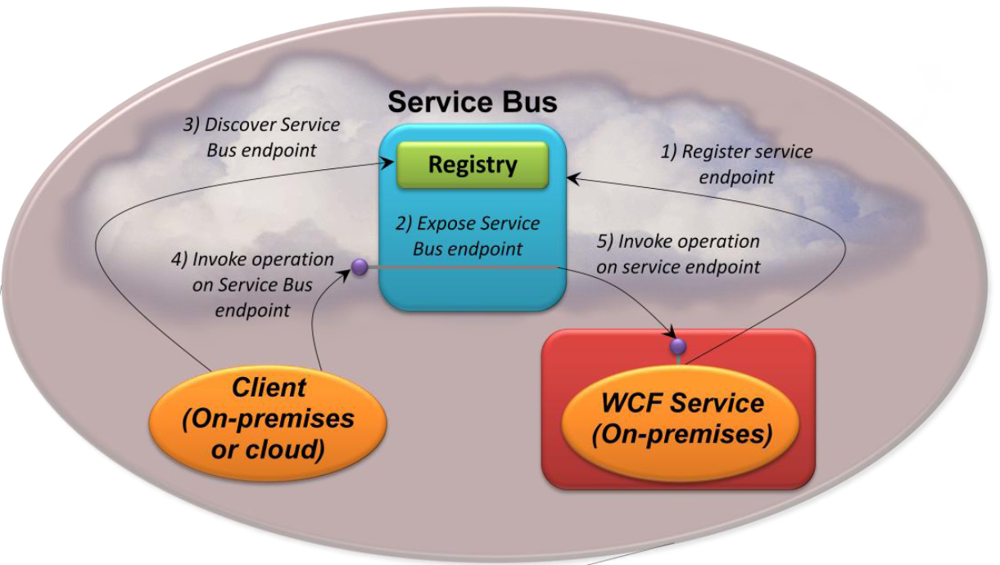 Service Bus
3) Discover Service
Bus endpoint
Registry
1) Register service
endpoint
2) Expose Service
Bus endpoint
4) Invoke operation
on Service Bus
endpoint
5) Invoke operation
on service endpoint
Client
(On-premises
or cloud)
WCF Service
(On-premises)